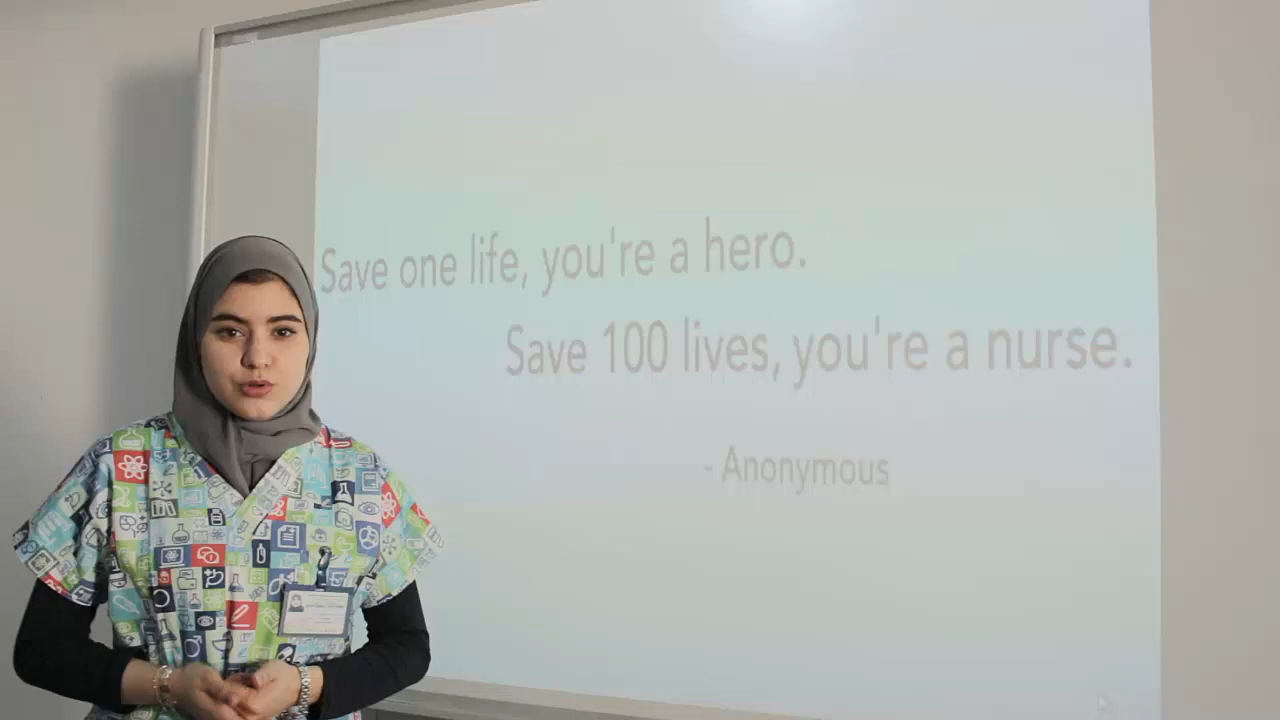 Save one life, you're a hero.
Save 100 lives, you're a nurse.
- Anonymous